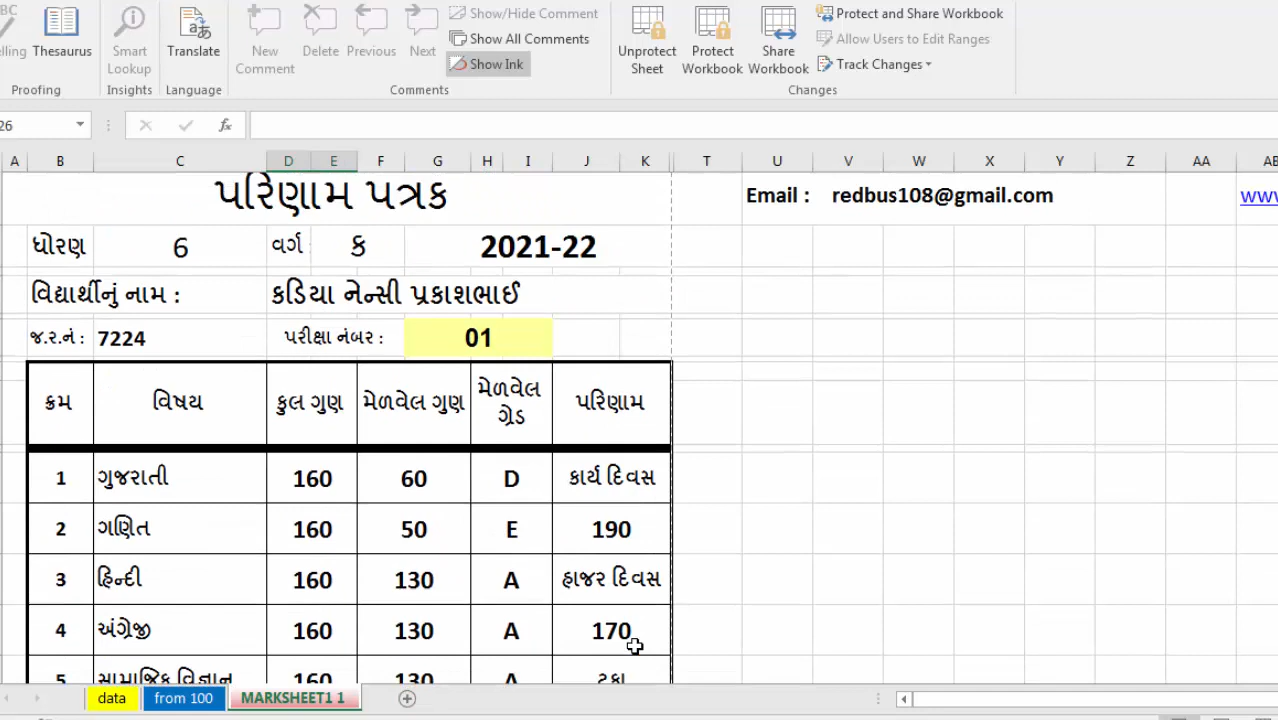 Thesaurus
Smart Lookup
Translate
New Comment
Delete
Previous
Next
Show/Hide Comment
Show All Comments
Show Ink
Unprotect Sheet
Protect Workbook
Share Workbook
Protect and Share Workbook
Allow Users to Edit Ranges
Track Changes
Proofing
Insights
Language
Comments
Changes
26
fx
A B C D E F G H I J K T U V W X Y Z AA
પરિણામ પત્રક
Email : redbus108@gmail.com
ધોરણ 6 વર્ગ : ક 2021-22
વિદ્યાર્થીનું નામ : કડિયા નેન્સી પ્રકાશભાઈ
જ.ર.નં : 7224 પરીક્ષા નંબર : 01
ક્રમ વિષય કુલ ગુણ મેળવેલ ગુણ મેળવેલ ગ્રેડ પરિણામ
1 ગુજરાતી 160 60 D કાર્ય દિવસ
2 ગણિત 160 50 E 190
3 હિન્દી 160 130 A હાજર દિવસ
4 અંગ્રેજી 160 130 A 170
5 સામાજિક વિજ્ઞાન 160 130 A ટકા
data
from 100
MARKSHEET1 1